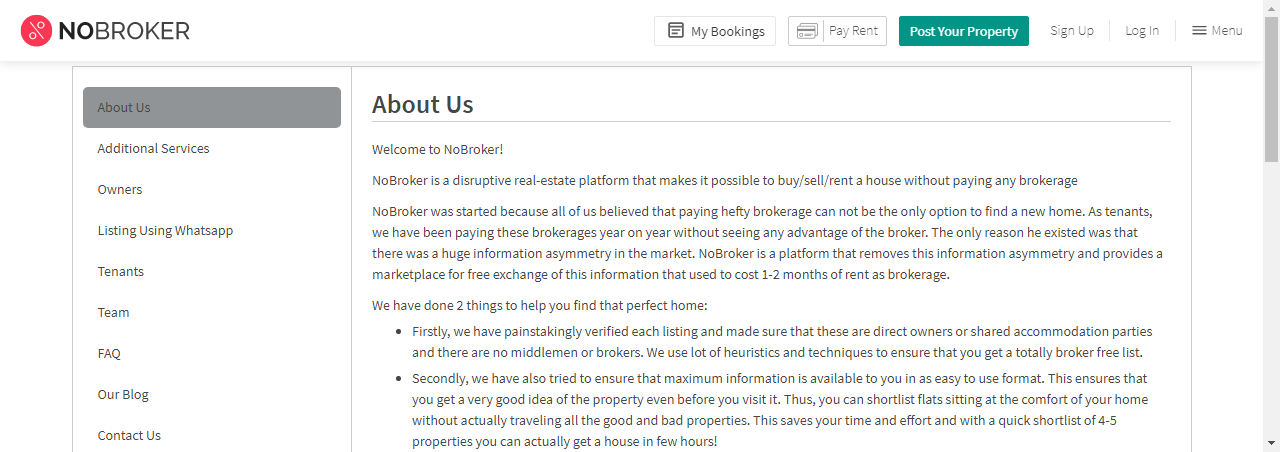 NOBROKER
My Bookings
Pay Rent
Post Your Property
Sign Up
Log In
Menu
About Us
Additional Services
Owners
Listing Using Whatsapp
Tenants
Team
FAQ
Our Blog
Contact Us
About Us
Welcome to NoBroker!
NoBroker is a disruptive real-estate platform that makes it possible to buy/sell/rent a house without paying any brokerage
NoBroker was started because all of us believed that paying hefty brokerage can not be the only option to find a new home. As tenants,
we have been paying these brokerages year on year without seeing any advantage of the broker. The only reason he existed was that
there was a huge information asymmetry in the market. NoBroker is a platform that removes this information asymmetry and provides a
marketplace for free exchange of this information that used to cost 1-2 months of rent as brokerage.
We have done 2 things to help you find that perfect home:
• Firstly, we have painstakingly verified each listing and made sure that these are direct owners or shared accommodation parties
and there are no middlemen or brokers. We use lot of heuristics and techniques to ensure that you get a totally broker free list.
• Secondly, we have also tried to ensure that maximum information is available to you in as easy to use format. This ensures that
you get a very good idea of the property even before you visit it. Thus, you can shortlist flats sitting at the comfort of your home
without actually traveling all the good and bad properties. This saves your time and effort and with a quick shortlist of 4-5
properties you can actually get a house in few hours!